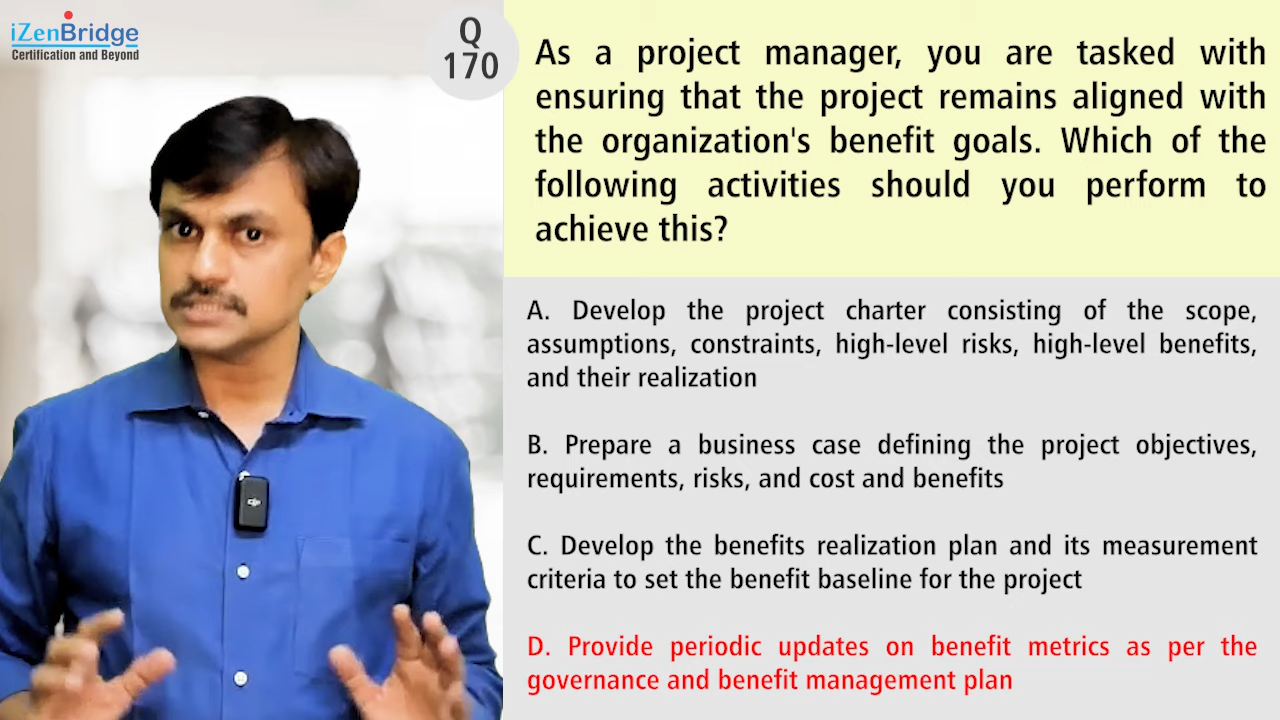 iZenBridge
Certification and Beyond
Q
170
As a project manager, you are tasked with
ensuring that the project remains aligned with
the organization's benefit goals. Which of the
following activities should you perform to
achieve this?
A. Develop the project charter consisting of the scope,
assumptions, constraints, high-level risks, high-level benefits,
and their realization
B. Prepare a business case defining the project objectives,
requirements, risks, and cost and benefits
C. Develop the benefits realization plan and its measurement
criteria to set the benefit baseline for the project
D. Provide periodic updates on benefit metrics as per the
governance and benefit management plan